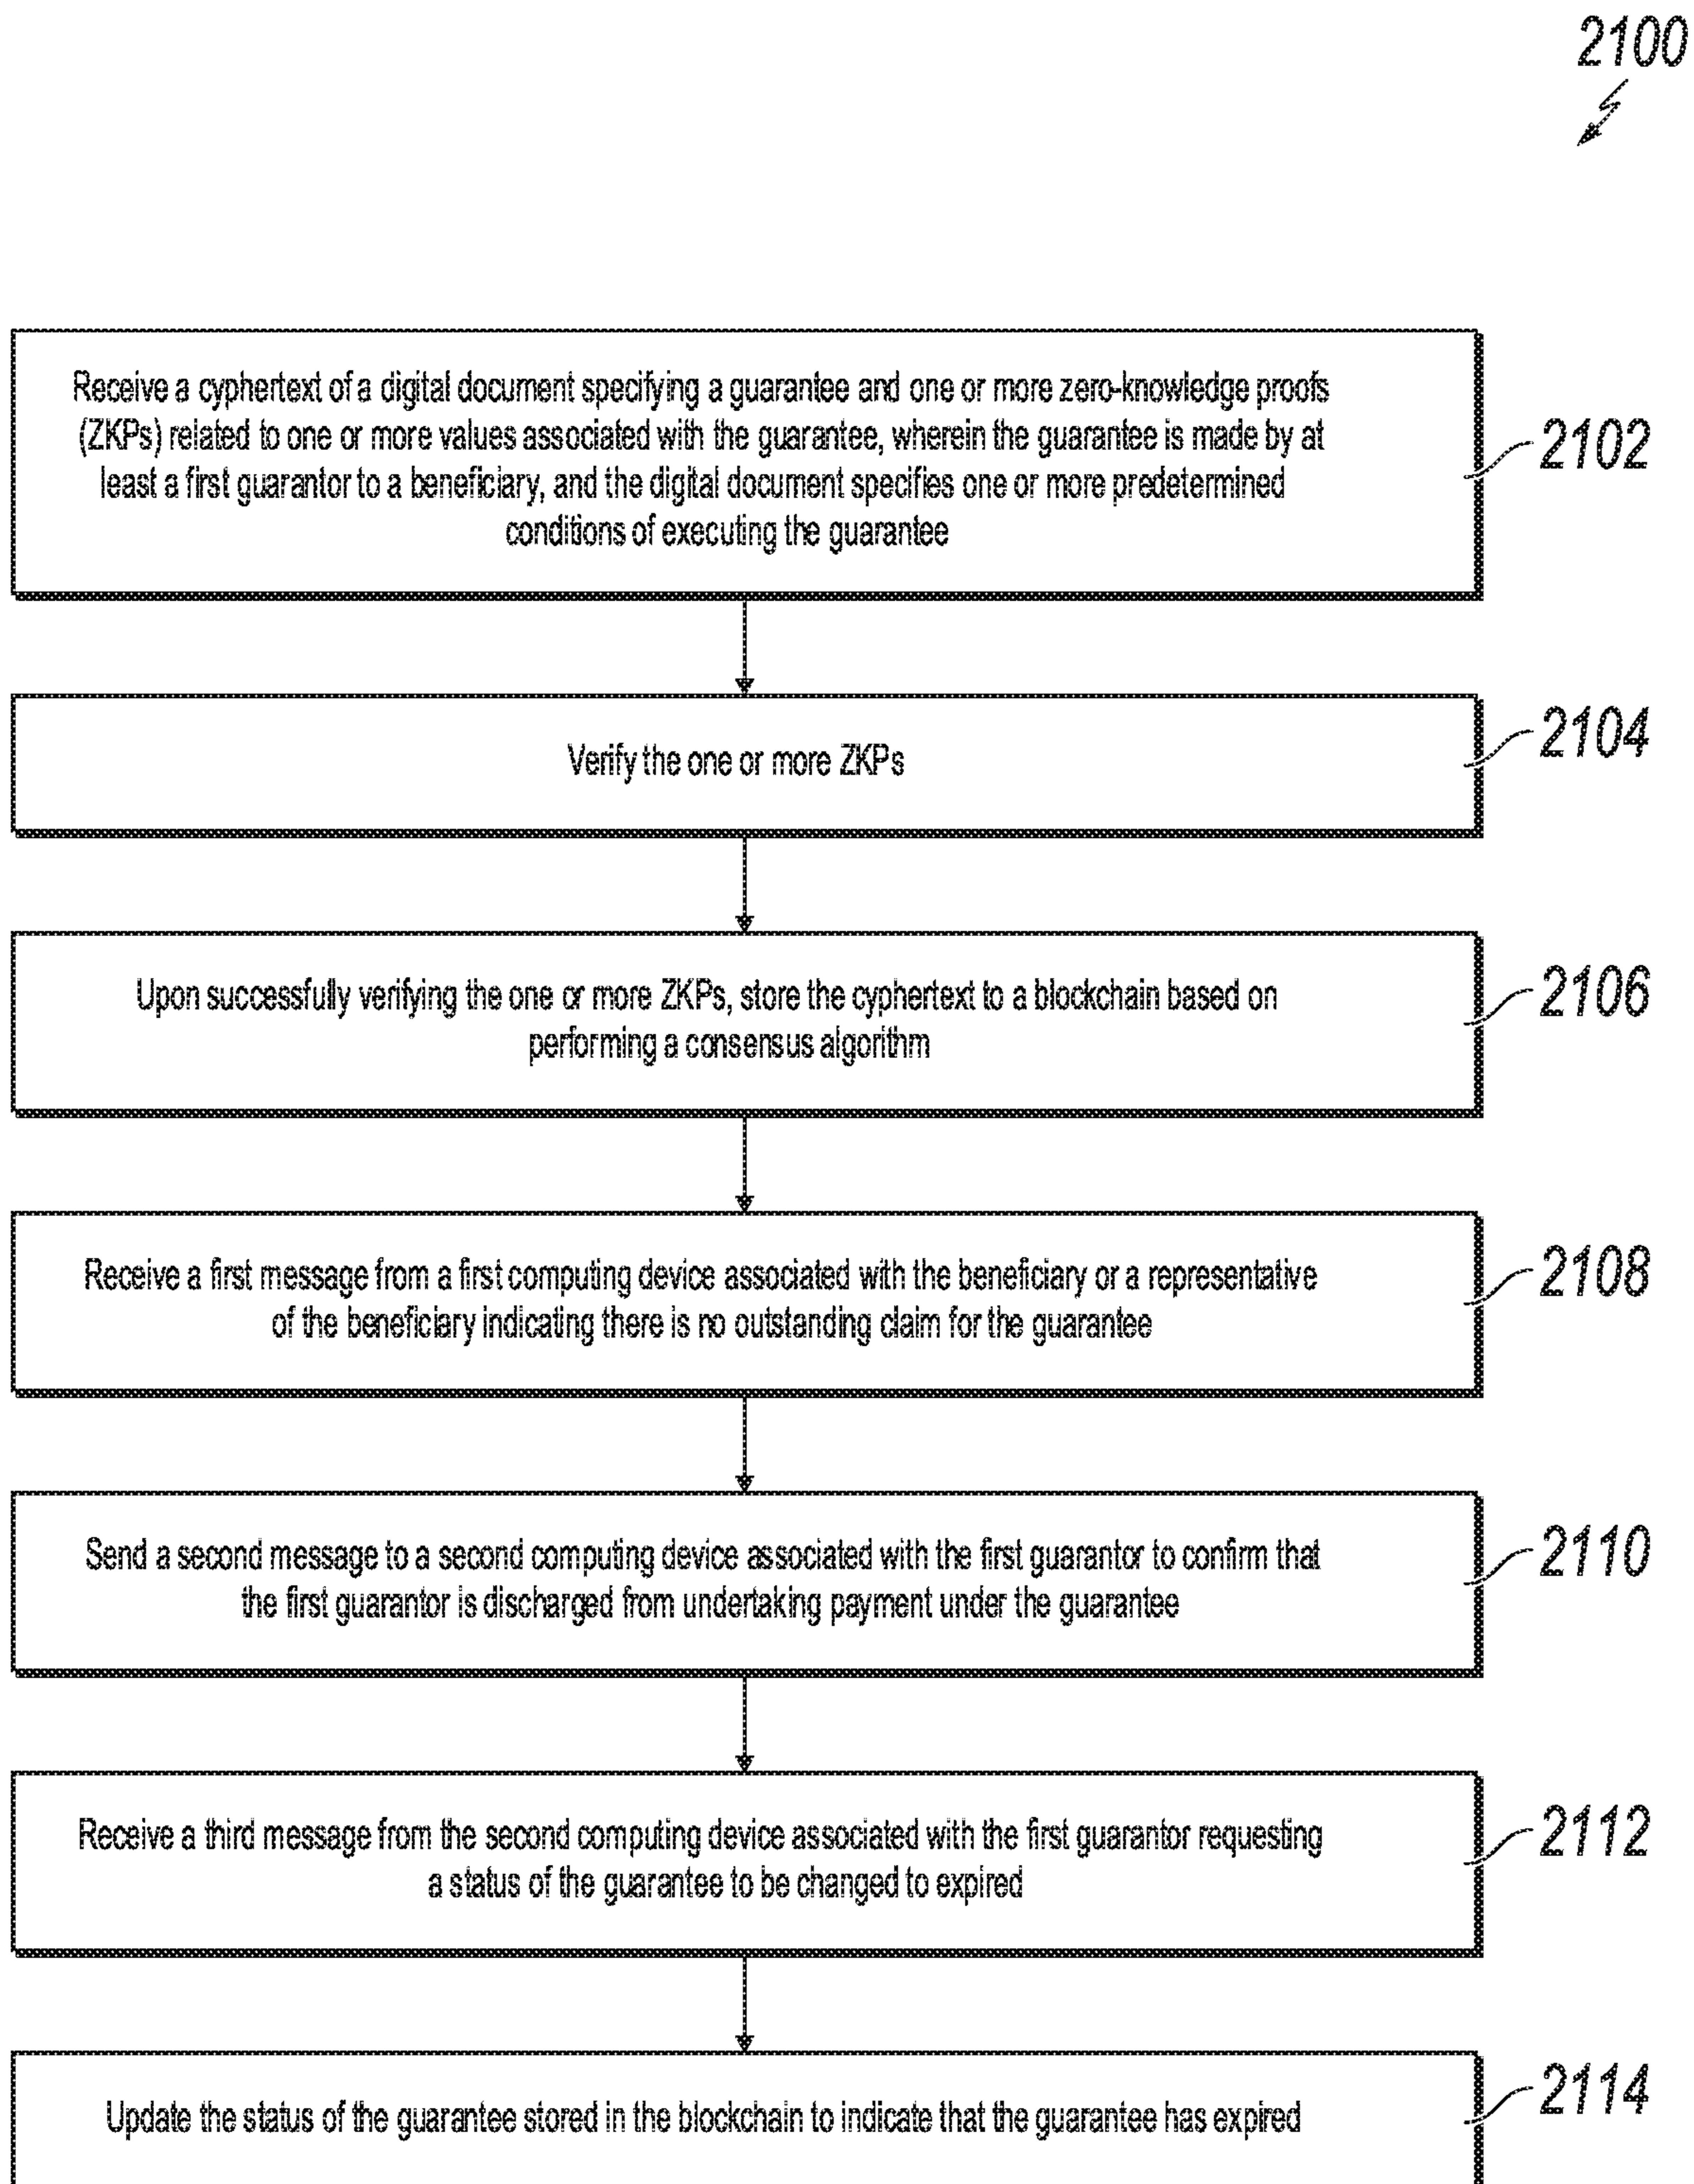 2100
Receive a cyphertext of a digital document specifying a guarantee and one or more zero-knowledge proofs
(ZKPs) related to one or more values associated with the guarantee, wherein the guarantee is made by at
least a first guarantor to a beneficiary, and the digital document specifies one or more predetermined
conditions of executing the guarantee
2102
Verify the one or more ZKPs
2104
Upon successfully verifying the one or more ZKPs, store the cyphertext to a blockchain based on
performing a consensus algorithm
2106
Receive a first message from a first computing device associated with the beneficiary or a representative
of the beneficiary indicating there is no outstanding claim for the guarantee
2108
Send a second message to a second computing device associated with the first guarantor to confirm that
the first guarantor is discharged from undertaking payment under the guarantee
2110
Receive a third message from the second computing device associated with the first guarantor requesting
a status of the guarantee to be changed to expired
2112
Update the status of the guarantee stored in the blockchain to indicate that the guarantee has expired
2114